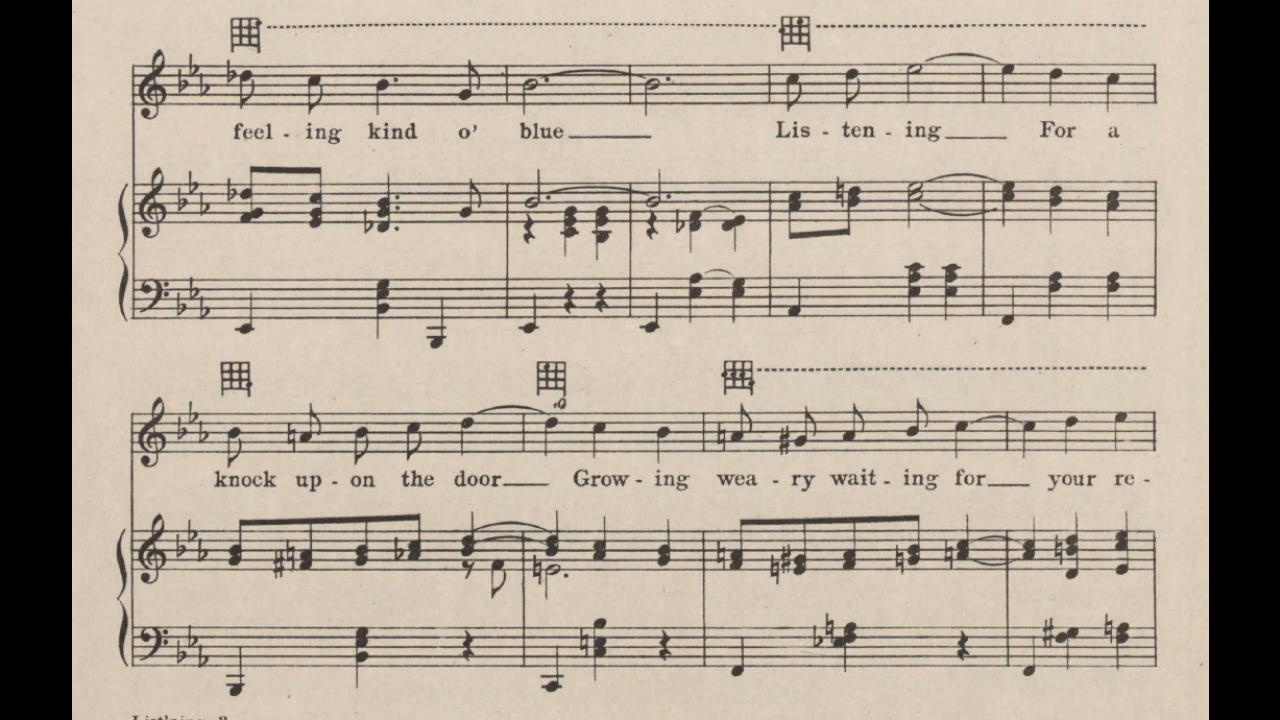 feel - ing kind o' blue Lis - ten - ing For a
knock up - on the door Grow - ing wea - ry wait - ing for your re -